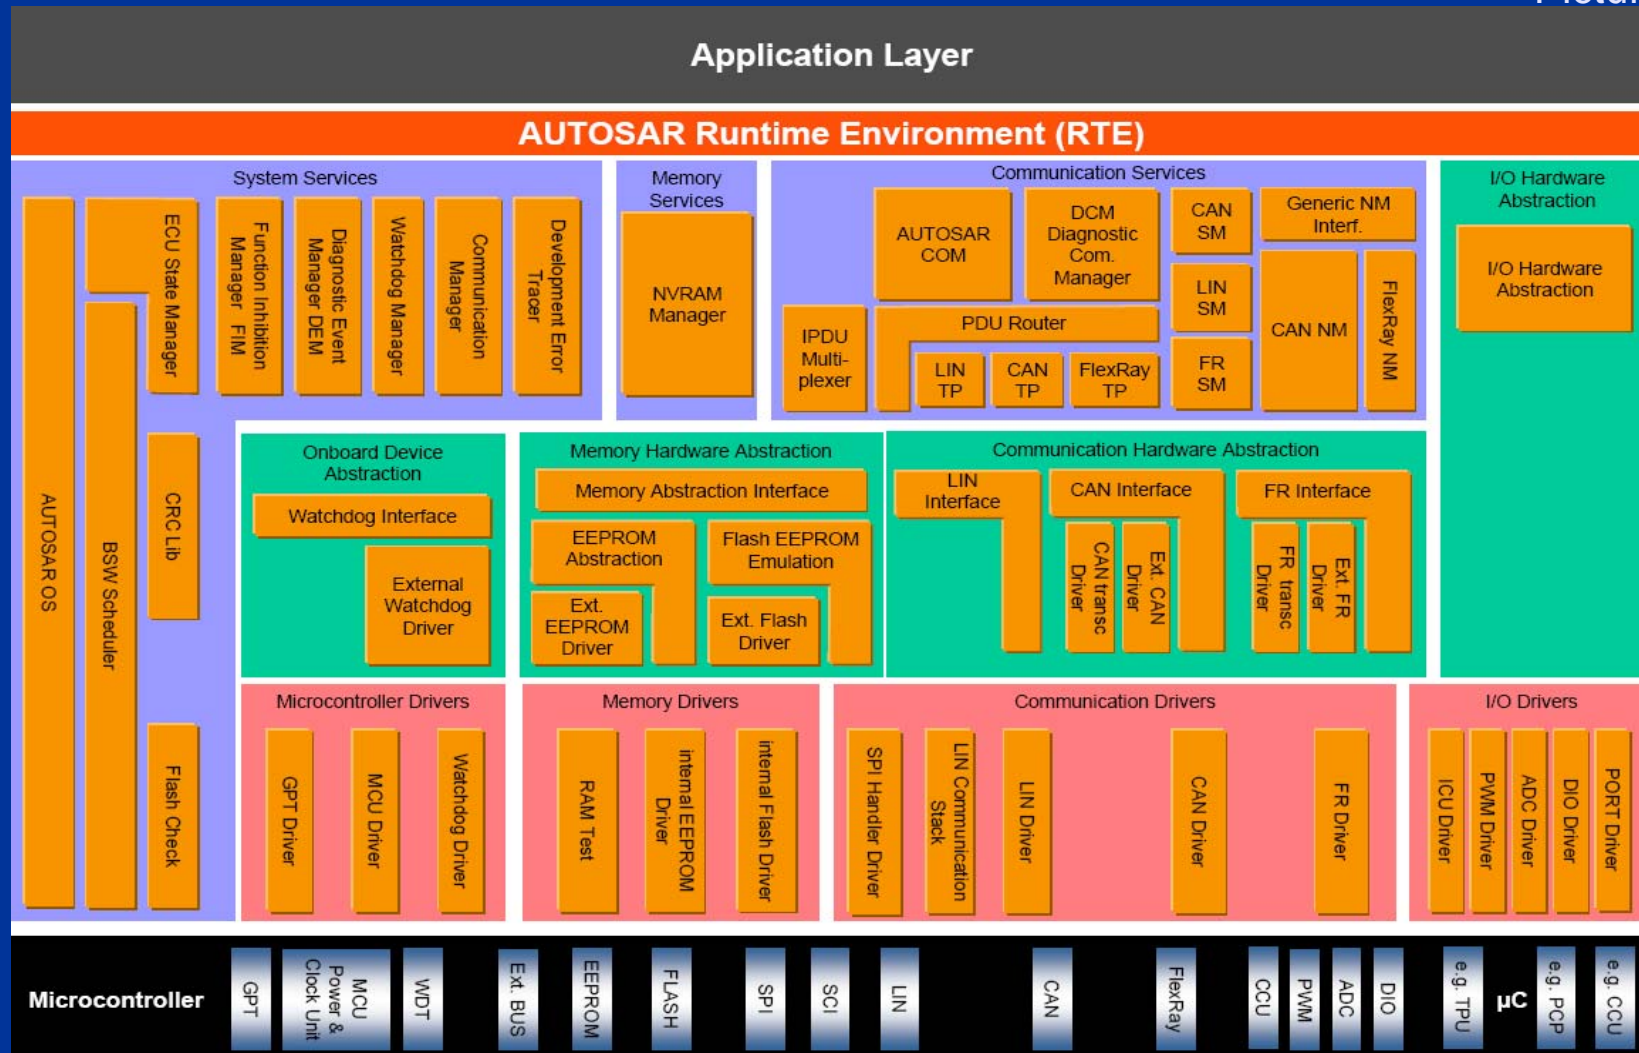 Application Layer
AUTOSAR Runtime Environment (RTE)
System Services
AUTOSAR OS
BSW Scheduler
ECU State Manager
Function Inhibition
Manager FIM
Diagnostic Event
Manager DEM
Watchdog Manager
Communication
Manager
Development Error
Tracer
CRC Lib
Flash Check
Memory
Services
NVRAM
Manager
Communication Services
AUTOSAR
COM
DCM
Diagnostic
Com.
Manager
CAN
SM
LIN
SM
FR
SM
Generic NM
Interf.
CAN NM
FlexRay NM
IPDU
Multi-
plexer
PDU Router
LIN
TP
CAN
TP
FlexRay
TP
I/O Hardware
Abstraction
I/O Hardware
Abstraction
Onboard Device
Abstraction
Watchdog Interface
External
Watchdog
Driver
Memory Hardware Abstraction
Memory Abstraction Interface
EEPROM
Abstraction
Ext.
EEPROM
Driver
Flash EEPROM
Emulation
Ext. Flash
Driver
Communication Hardware Abstraction
LIN
Interface
CAN Interface
CAN transc
Driver
Ext. CAN
Driver
FR Interface
FR transc
Driver
Ext. FR
Driver
Microcontroller Drivers
GPT Driver
MCU Driver
Watchdog Driver
Memory Drivers
RAM Test
internal EEPROM
Driver
internal Flash Driver
Communication Drivers
SPI Handler Driver
LIN Communication
Stack
LIN Driver
CAN Driver
FR Driver
I/O Drivers
ICU Driver
PWM Driver
ADC Driver
DIO Driver
PORT Driver
Microcontroller
GPT
MCU
Power &
Clock Unit
WDT
Ext. BUS
EEPROM
FLASH
SPI
SCI
LIN
CAN
FlexRay
CCU
PWM
ADC
DIO
e.g. TPU
µC
e.g. PCP
e.g. CCU